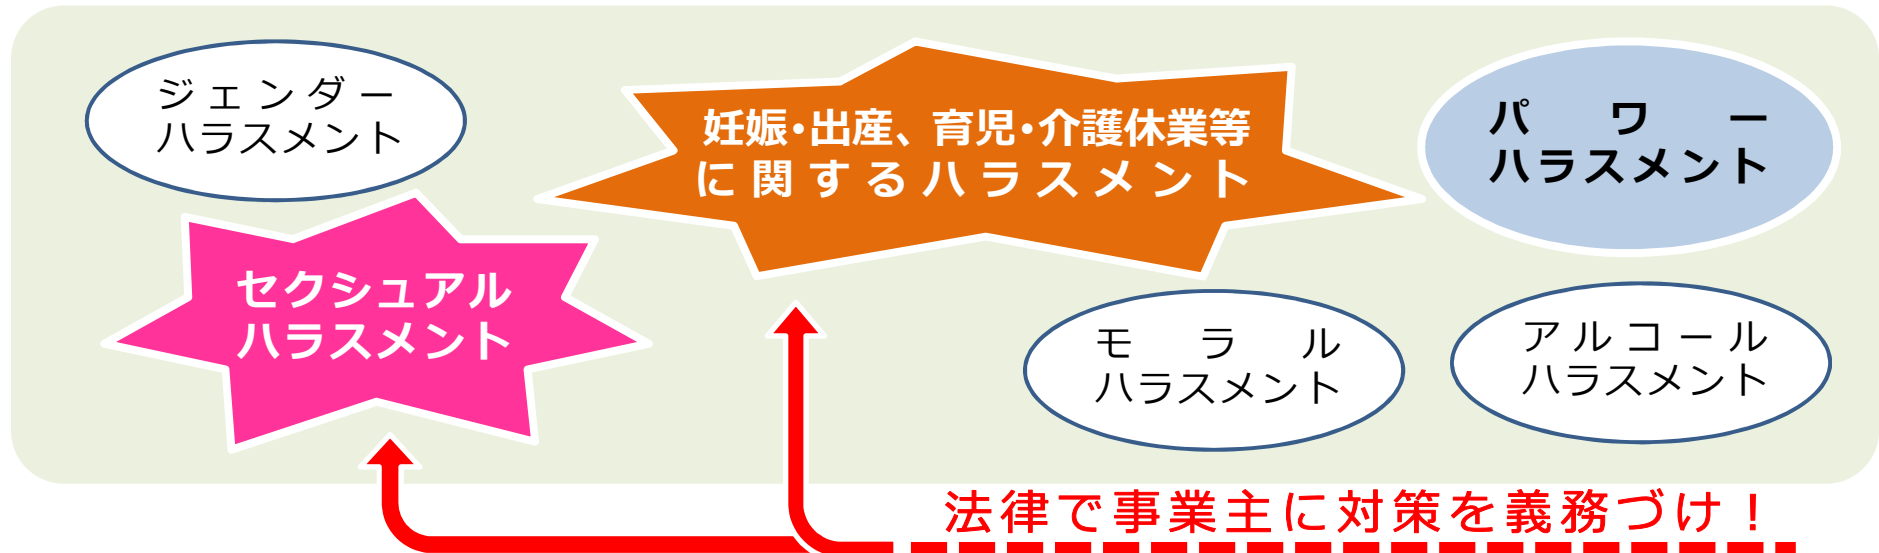 ジェンダー
ハラスメント
妊娠・出産、育児・介護休業等
に関するハラスメント
パワー
ハラスメント
セクシュアル
ハラスメント
モラル
ハラスメント
アルコール
ハラスメント
法律で事業主に対策を義務づけ！